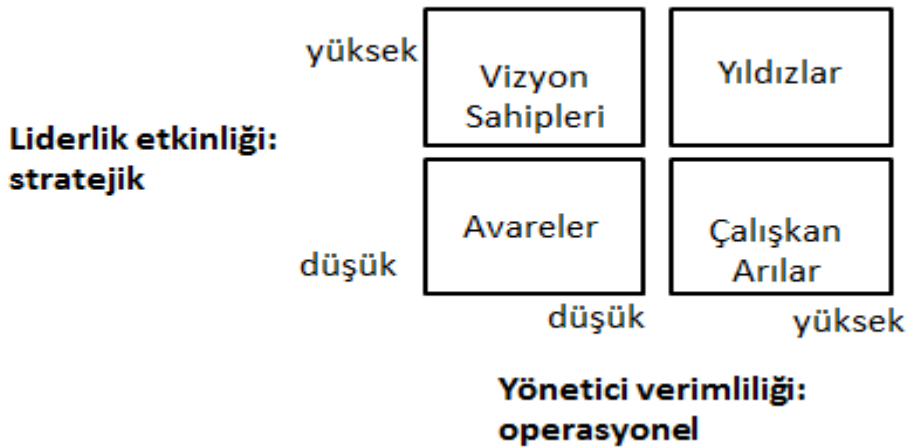 yüksek
Vizyon
Sahipleri
Yıldızlar
Liderlik etkinliği:
stratejik
Avareler
Çalışkan
Arılar
düşük
düşük
yüksek
Yönetici verimliliği:
operasyonel